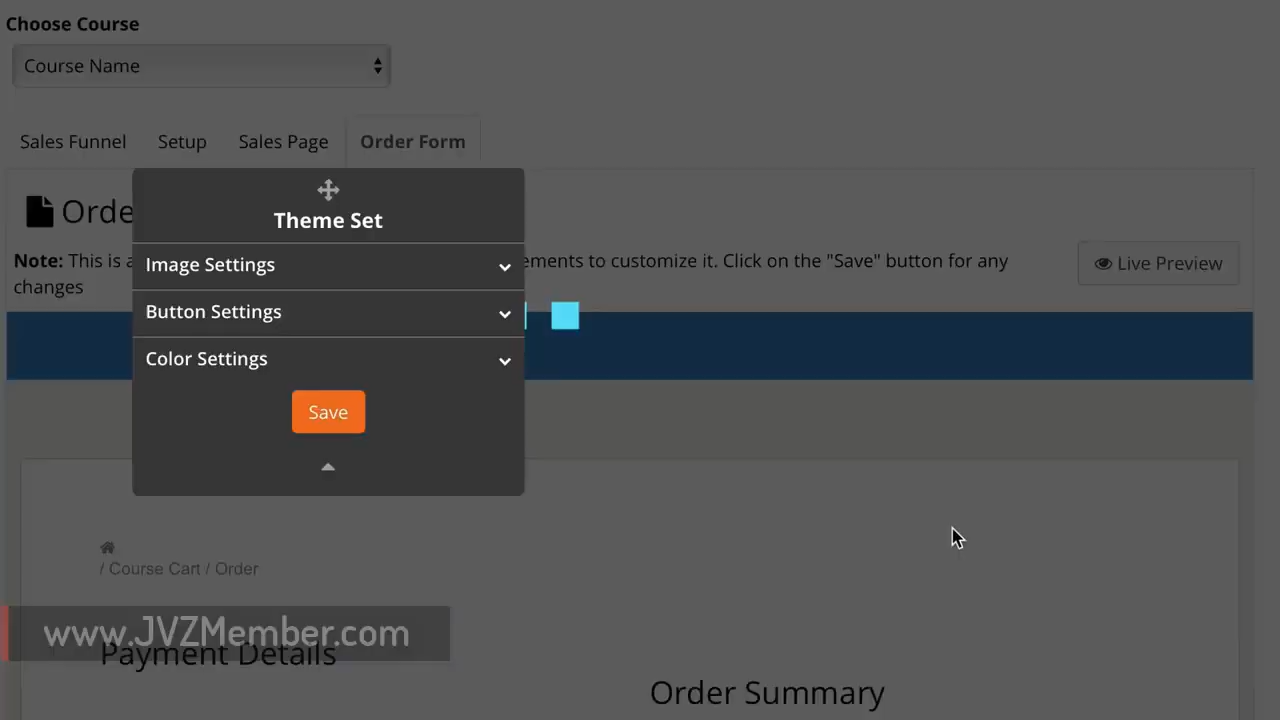 Choose Course
Course Name
Sales Funnel Setup Sales Page Order Form
Orde
Theme Set
Note: This is a
ements to customize it. Click on the "Save" button for any
changes
Live Preview
Image Settings
Button Settings
Color Settings
Save
/ Course Cart / Order
www.JVZMember.com
Payment Details
Order Summary